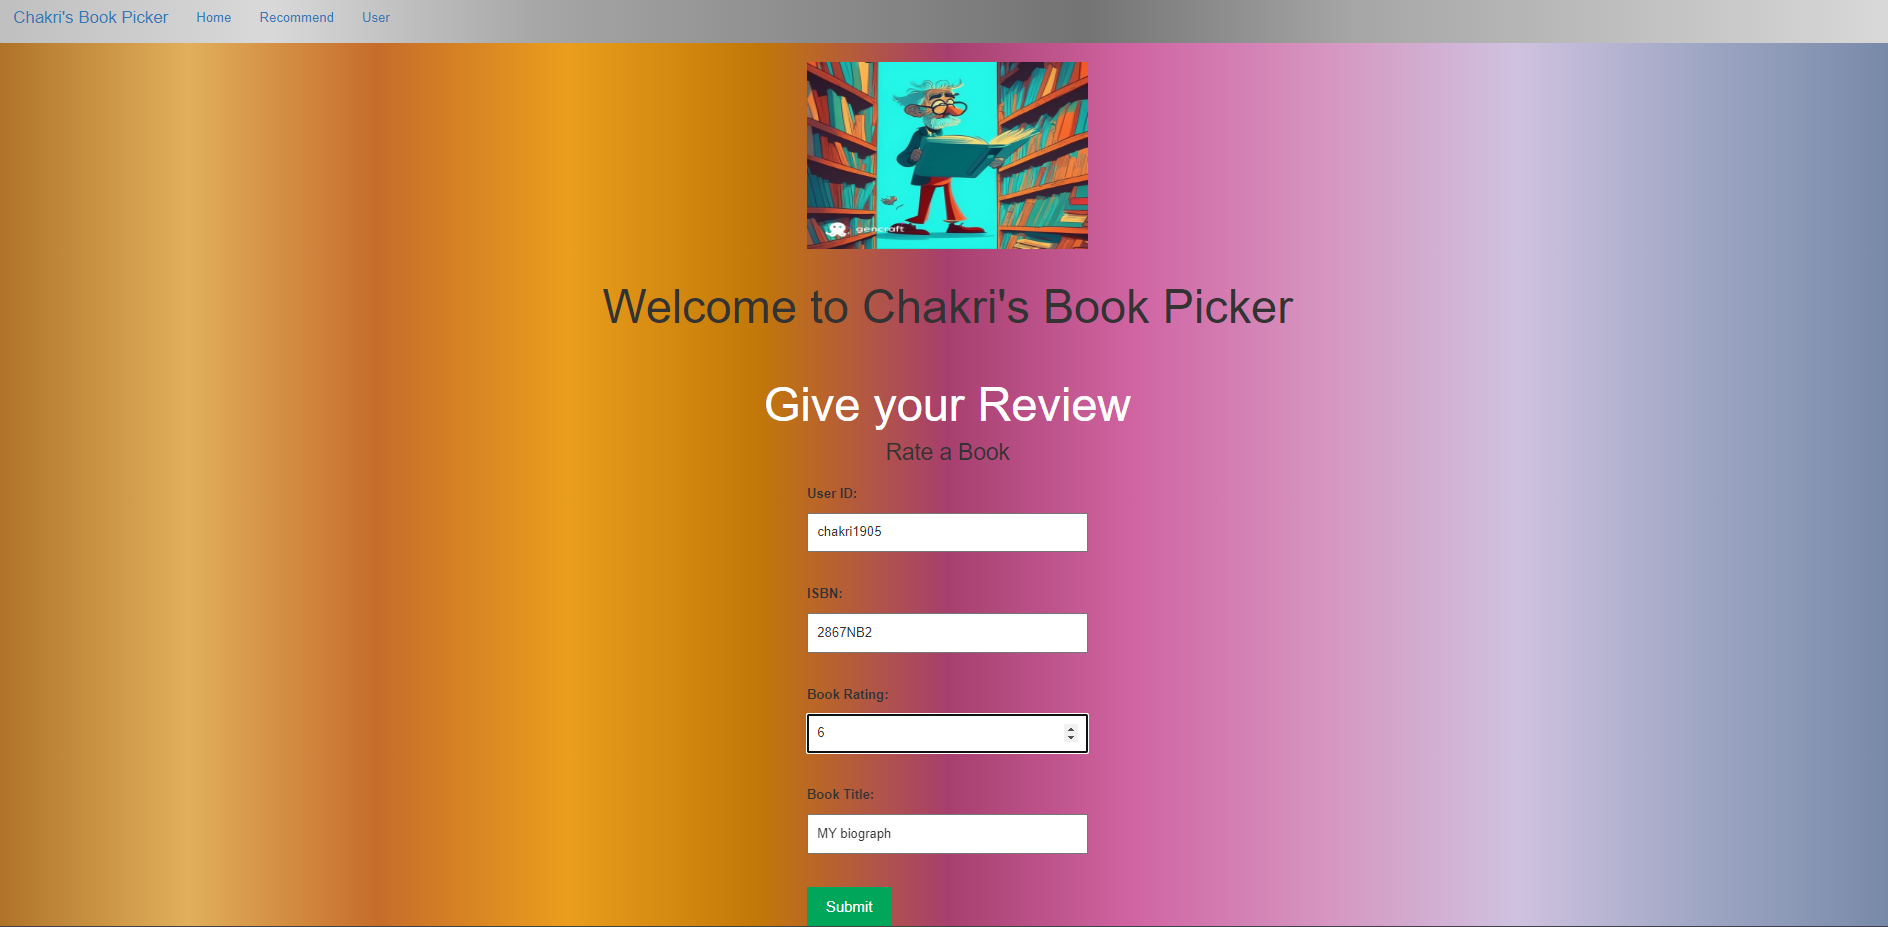 Chakri's Book Picker Home Recommend User
gencraft
Welcome to Chakri's Book Picker
Give your Review
Rate a Book
User ID:
chakri1905
ISBN:
2867NB2
Book Rating:
6
Book Title:
MY biograph
Submit